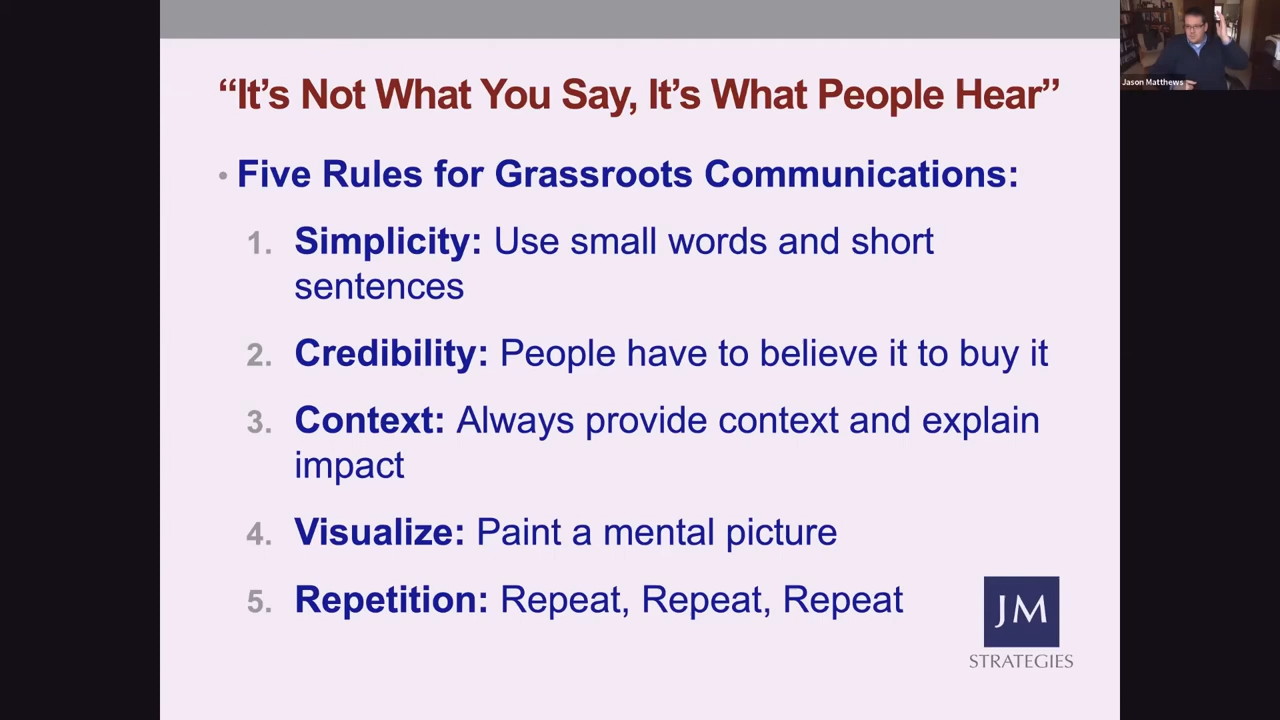 “It’s Not What You Say, It’s What People Hear”
• Five Rules for Grassroots Communications:
1. Simplicity: Use small words and short
sentences
2. Credibility: People have to believe it to buy it
3. Context: Always provide context and explain
impact
4. Visualize: Paint a mental picture
5. Repetition: Repeat, Repeat, Repeat
JM
STRATEGIES
Jason Matthews